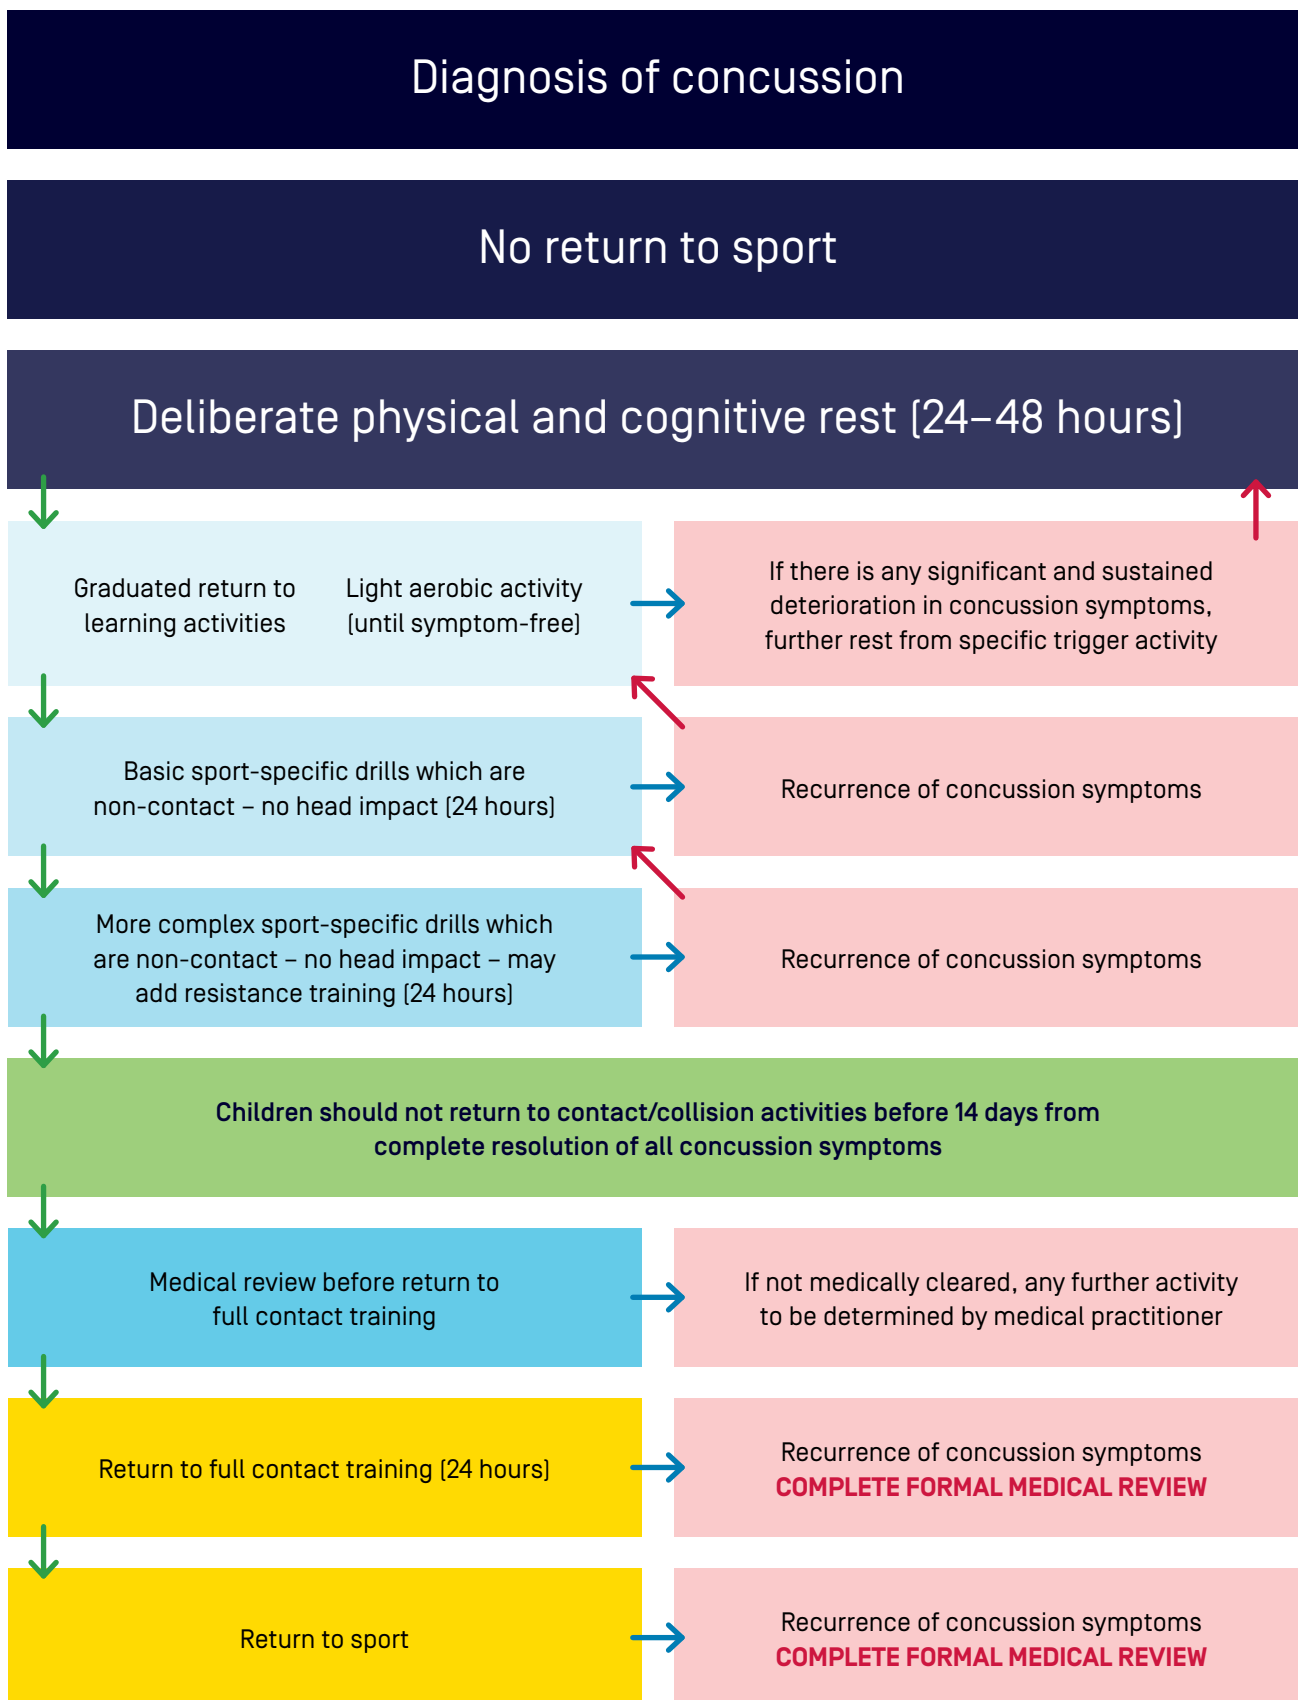 Diagnosis of concussion
No return to sport
Deliberate physical and cognitive rest (24–48 hours)
Graduated return to
learning activities
Light aerobic activity
(until symptom-free)
If there is any significant and sustained
deterioration in concussion symptoms,
further rest from specific trigger activity
Basic sport-specific drills which are
non-contact – no head impact (24 hours)
Recurrence of concussion symptoms
More complex sport-specific drills which
are non-contact – no head impact – may
add resistance training (24 hours)
Recurrence of concussion symptoms
Children should not return to contact/collision activities before 14 days from
complete resolution of all concussion symptoms
Medical review before return to
full contact training
If not medically cleared, any further activity
to be determined by medical practitioner
Return to full contact training (24 hours)
Recurrence of concussion symptoms
COMPLETE FORMAL MEDICAL REVIEW
Return to sport
Recurrence of concussion symptoms
COMPLETE FORMAL MEDICAL REVIEW